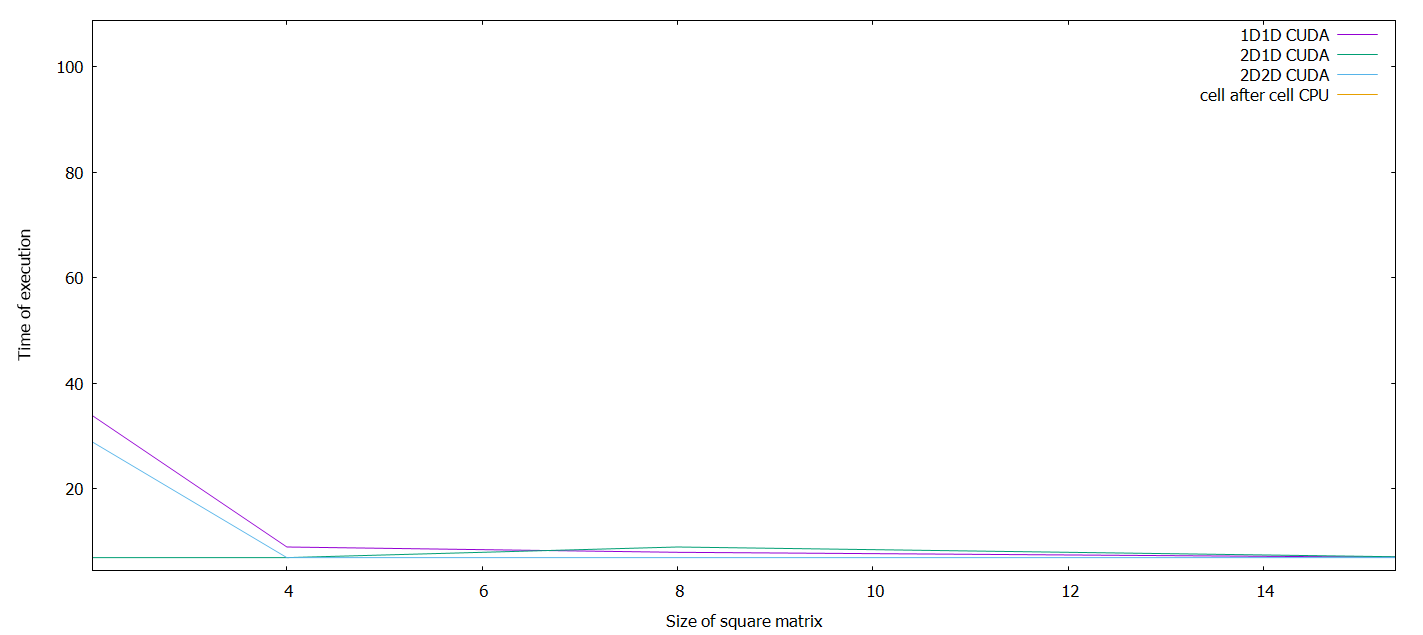 1D1D CUDA
2D1D CUDA
2D2D CUDA
cell after cell CPU
100
80
60
40
20
Time of execution
4 6 8 10 12 14
Size of square matrix